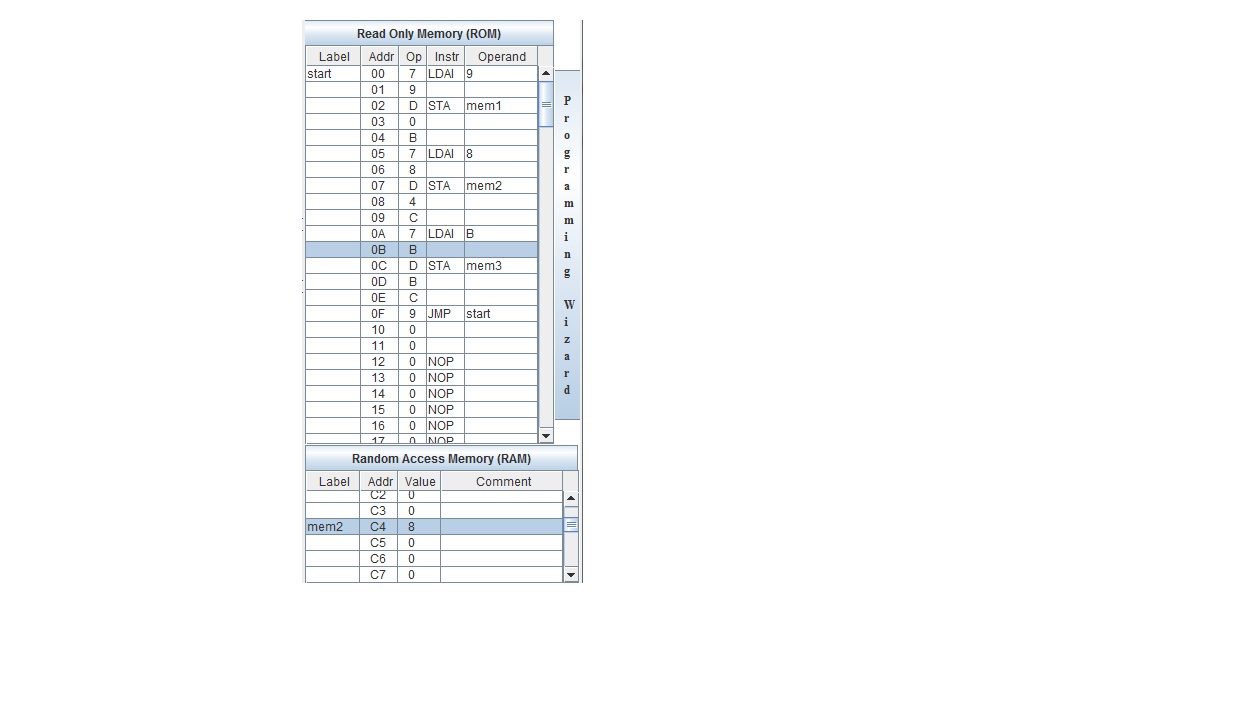 Read Only Memory (ROM)
Label Addr Op Instr Operand
start 00 7 LDAI 9
01 9
02 D STA mem1
03 0
04 B
05 7 LDAI 8
06 8
07 D STA mem2
08 4
09 C
0A 7 LDAI B
0B B
0C D STA mem3
0D B
0E C
0F 9 JMP start
10 0
11 0
12 0 NOP
13 0 NOP
14 0 NOP
15 0 NOP
16 0 NOP
17 0 NOP
Programming Wizard
Random Access Memory (RAM)
Label Addr Value Comment
C2 0
C3 0
mem2 C4 8
C5 0
C6 0
C7 0